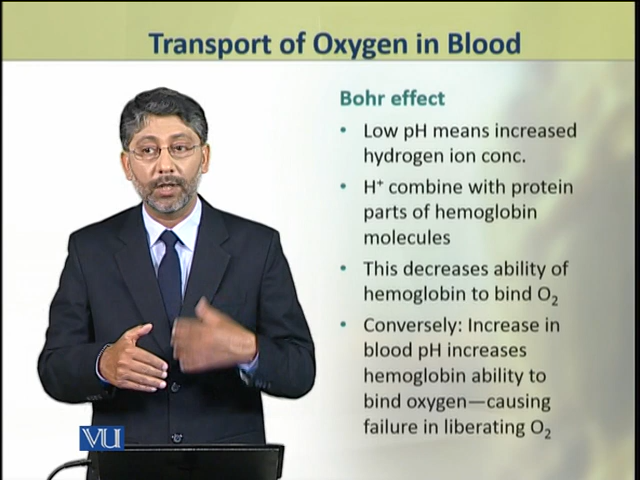 Transport of Oxygen in Blood
Bohr effect
• Low pH means increased
hydrogen ion conc.
• H⁺ combine with protein
parts of hemoglobin
molecules
• This decreases ability of
hemoglobin to bind O₂
• Conversely: Increase in
blood pH increases
hemoglobin ability to
bind oxygen—causing
failure in liberating O₂
VU